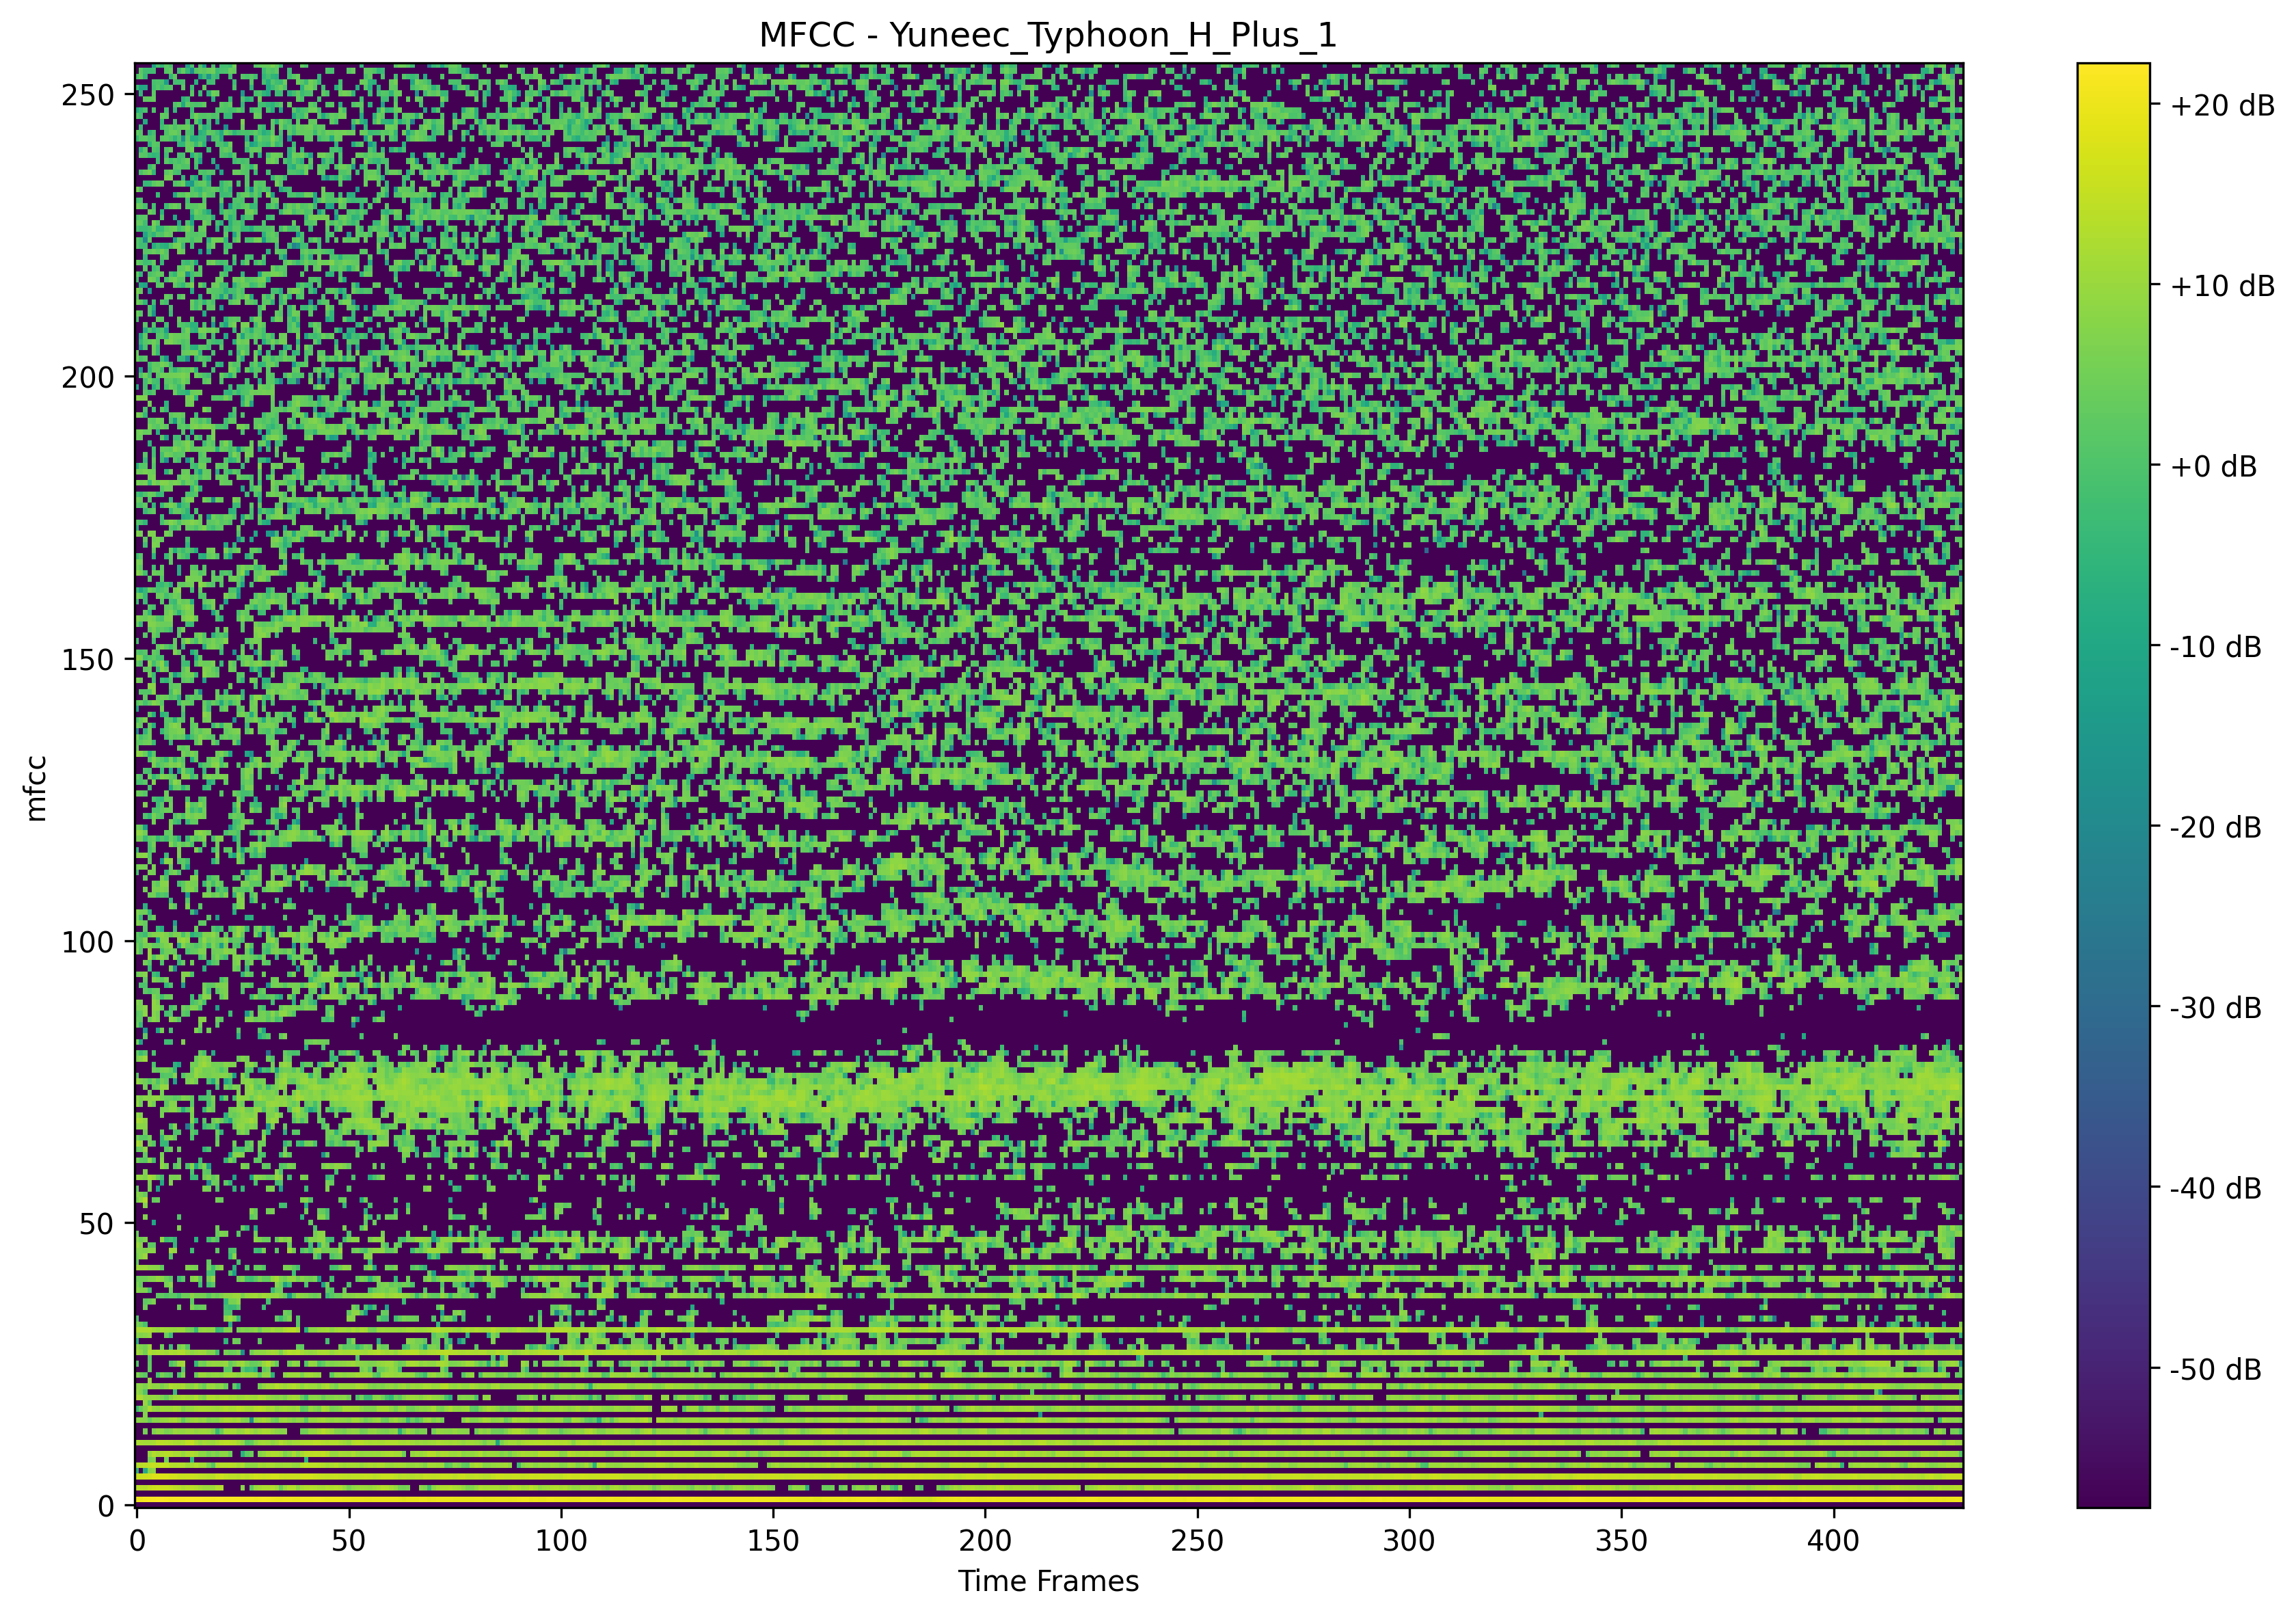 MFCC - Yuneec_Typhoon_H_Plus_1
250
200
150
100
50
0
mfcc
0 50 100 150 200 250 300 350 400
Time Frames
+20 dB
+10 dB
+0 dB
-10 dB
-20 dB
-30 dB
-40 dB
-50 dB